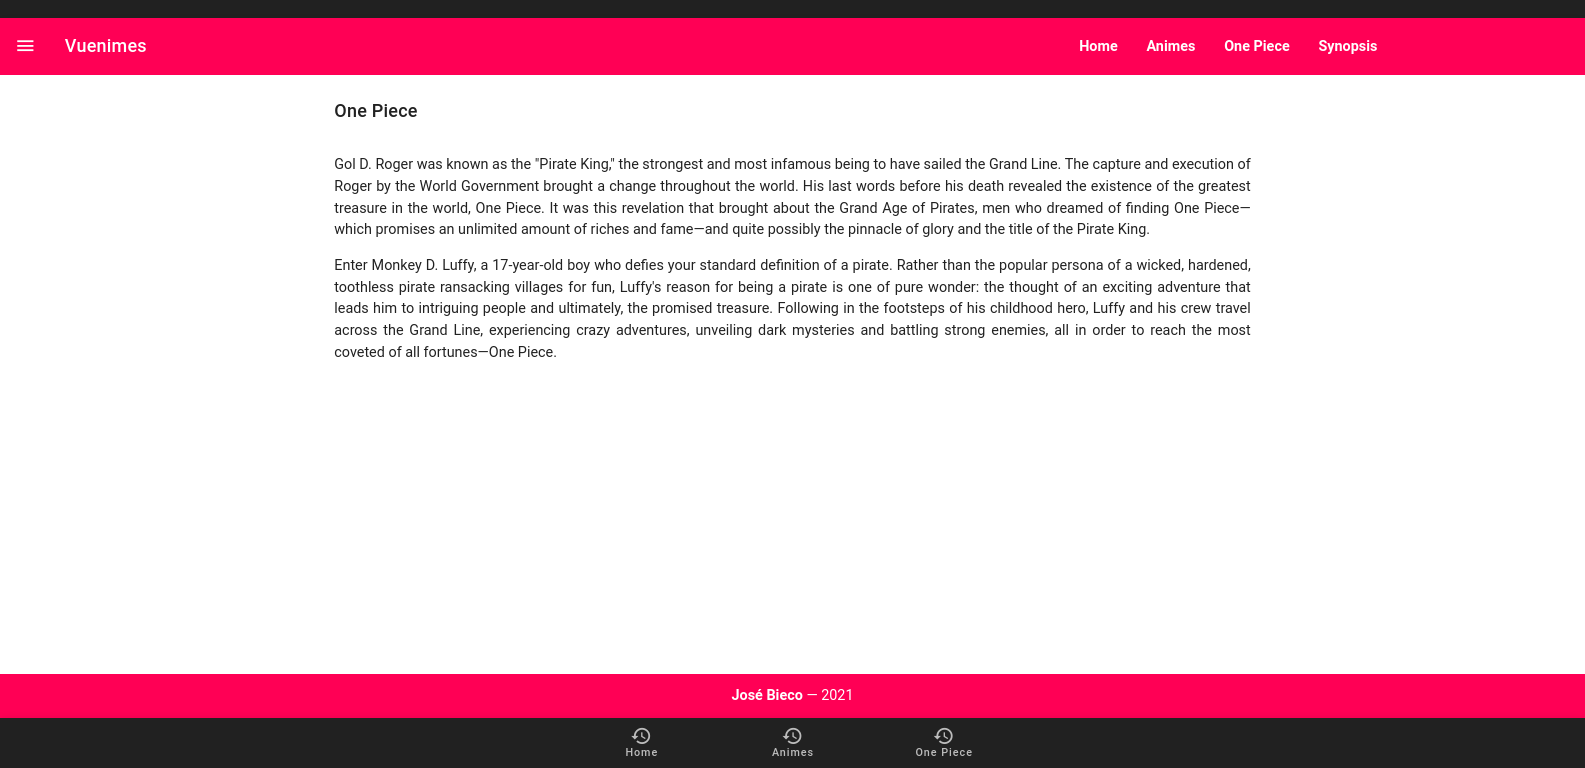 Vuenimes
Home Animes One Piece Synopsis
One Piece
Gol D. Roger was known as the "Pirate King," the strongest and most infamous being to have sailed the Grand Line. The capture and execution of
Roger by the World Government brought a change throughout the world. His last words before his death revealed the existence of the greatest
treasure in the world, One Piece. It was this revelation that brought about the Grand Age of Pirates, men who dreamed of finding One Piece—
which promises an unlimited amount of riches and fame—and quite possibly the pinnacle of glory and the title of the Pirate King.
Enter Monkey D. Luffy, a 17-year-old boy who defies your standard definition of a pirate. Rather than the popular persona of a wicked, hardened,
toothless pirate ransacking villages for fun, Luffy's reason for being a pirate is one of pure wonder: the thought of an exciting adventure that
leads him to intriguing people and ultimately, the promised treasure. Following in the footsteps of his childhood hero, Luffy and his crew travel
across the Grand Line, experiencing crazy adventures, unveiling dark mysteries and battling strong enemies, all in order to reach the most
coveted of all fortunes—One Piece.
José Bieco — 2021
Home Animes One Piece